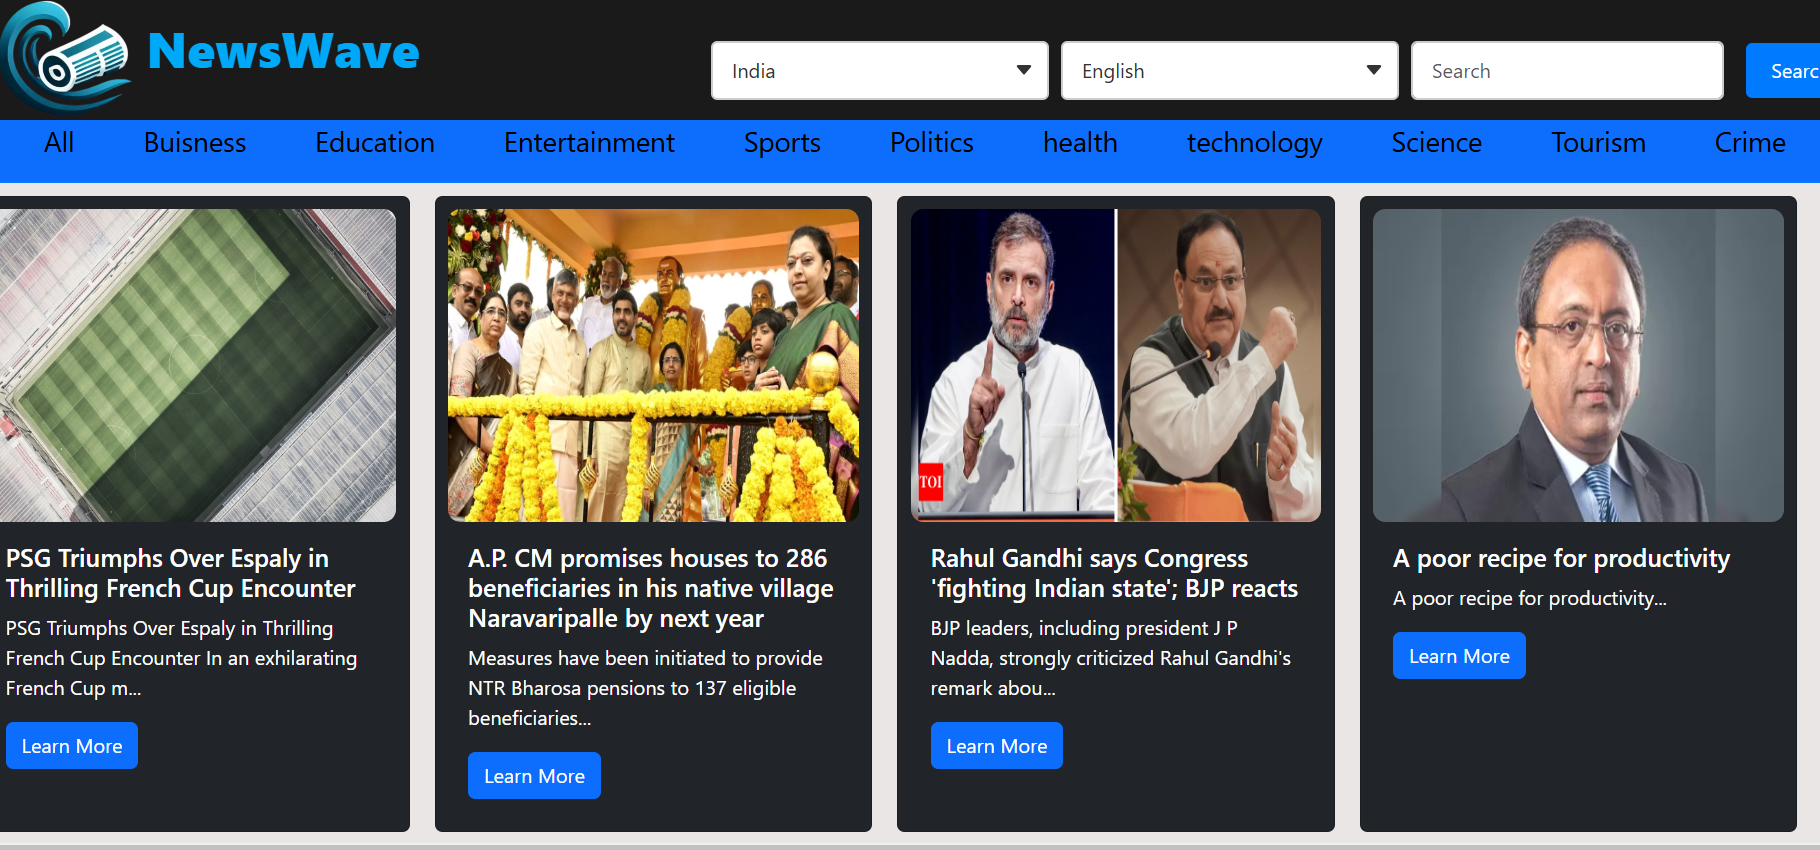 NewsWave
India
English
Search
Searc
All
Buisness
Education
Entertainment
Sports
Politics
health
technology
Science
Tourism
Crime
PSG Triumphs Over Espaly in
Thrilling French Cup Encounter
PSG Triumphs Over Espaly in Thrilling
French Cup Encounter In an exhilarating
French Cup m...
Learn More
A.P. CM promises houses to 286
beneficiaries in his native village
Naravaripalle by next year
Measures have been initiated to provide
NTR Bharosa pensions to 137 eligible
beneficiaries...
Learn More
TOI
Rahul Gandhi says Congress
'fighting Indian state'; BJP reacts
BJP leaders, including president J P
Nadda, strongly criticized Rahul Gandhi's
remark abou...
Learn More
A poor recipe for productivity
A poor recipe for productivity...
Learn More